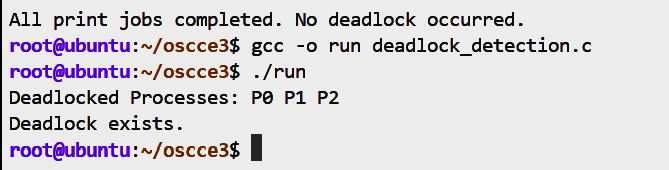 All print jobs completed. No deadlock occurred.
root@ubuntu:~/oscce3$ gcc -o run deadlock_detection.c
root@ubuntu:~/oscce3$ ./run
Deadlocked Processes: P0 P1 P2
Deadlock exists.
root@ubuntu:~/oscce3$